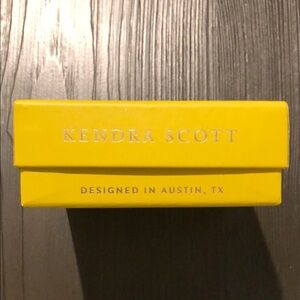 KENDRA SCOTT
DESIGNED IN AUSTIN, TX